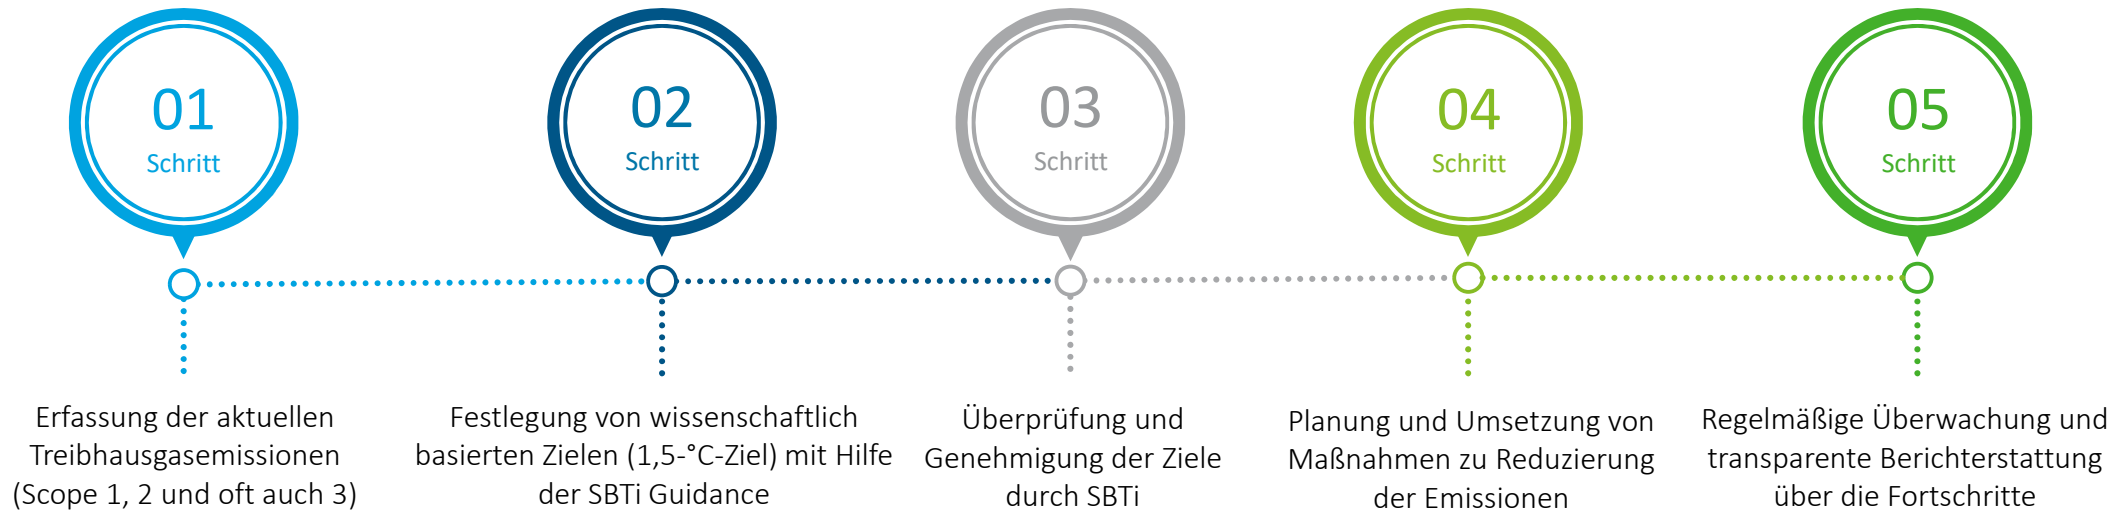 01
Schritt
Erfassung der aktuellen
Treibhausgasemissionen
(Scope 1, 2 und oft auch 3)
02
Schritt
Festlegung von wissenschaftlich
basierten Zielen (1,5-°C-Ziel) mit Hilfe
der SBTi Guidance
03
Schritt
Überprüfung und
Genehmigung der Ziele
durch SBTi
04
Schritt
Planung und Umsetzung von
Maßnahmen zu Reduzierung
der Emissionen
05
Schritt
Regelmäßige Überwachung und
transparente Berichterstattung
über die Fortschritte